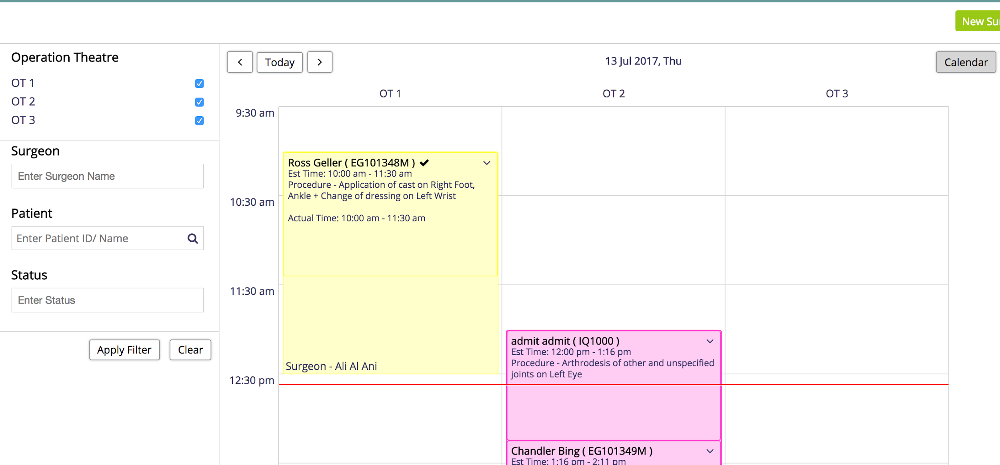 New Su
Operation Theatre
OT 1
OT 2
OT 3
Surgeon
Enter Surgeon Name
Patient
Enter Patient ID/ Name
Status
Enter Status
Apply Filter
Clear
Today
13 Jul 2017, Thu
Calendar
OT 1
OT 2
OT 3
9:30 am
10:30 am
11:30 am
12:30 pm
Ross Geller ( EG101348M )
Est Time: 10:00 am - 11:30 am
Procedure - Application of cast on Right Foot,
Ankle + Change of dressing on Left Wrist
Actual Time: 10:00 am - 11:30 am
Surgeon - Ali Al Ani
admit admit ( IQ1000 )
Est Time: 12:00 pm - 1:16 pm
Procedure - Arthrodesis of other and unspecified
joints on Left Eye
Chandler Bing ( EG101349M )
Est Time: 1:16 pm - 2:11 pm